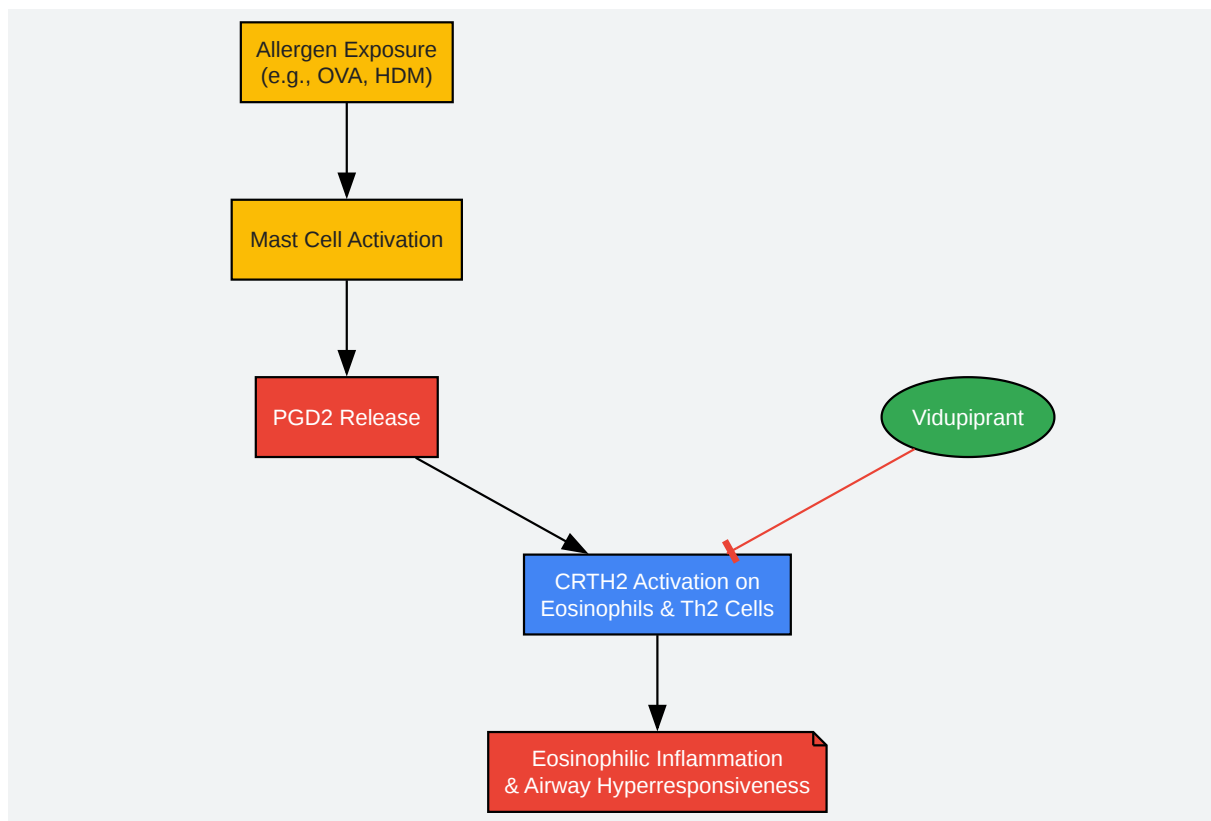 Allergen Exposure
(e.g., OVA, HDM)
Mast Cell Activation
PGD2 Release
Vidupiprant
CRTH2 Activation on
Eosinophils & Th2 Cells
Eosinophilic Inflammation
& Airway Hyperresponsiveness